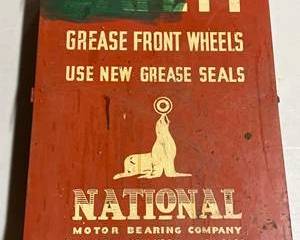 GREASE FRONT WHEELS
USE NEW GREASE SEALS
NATIONAL
MOTOR BEARING COMPANY